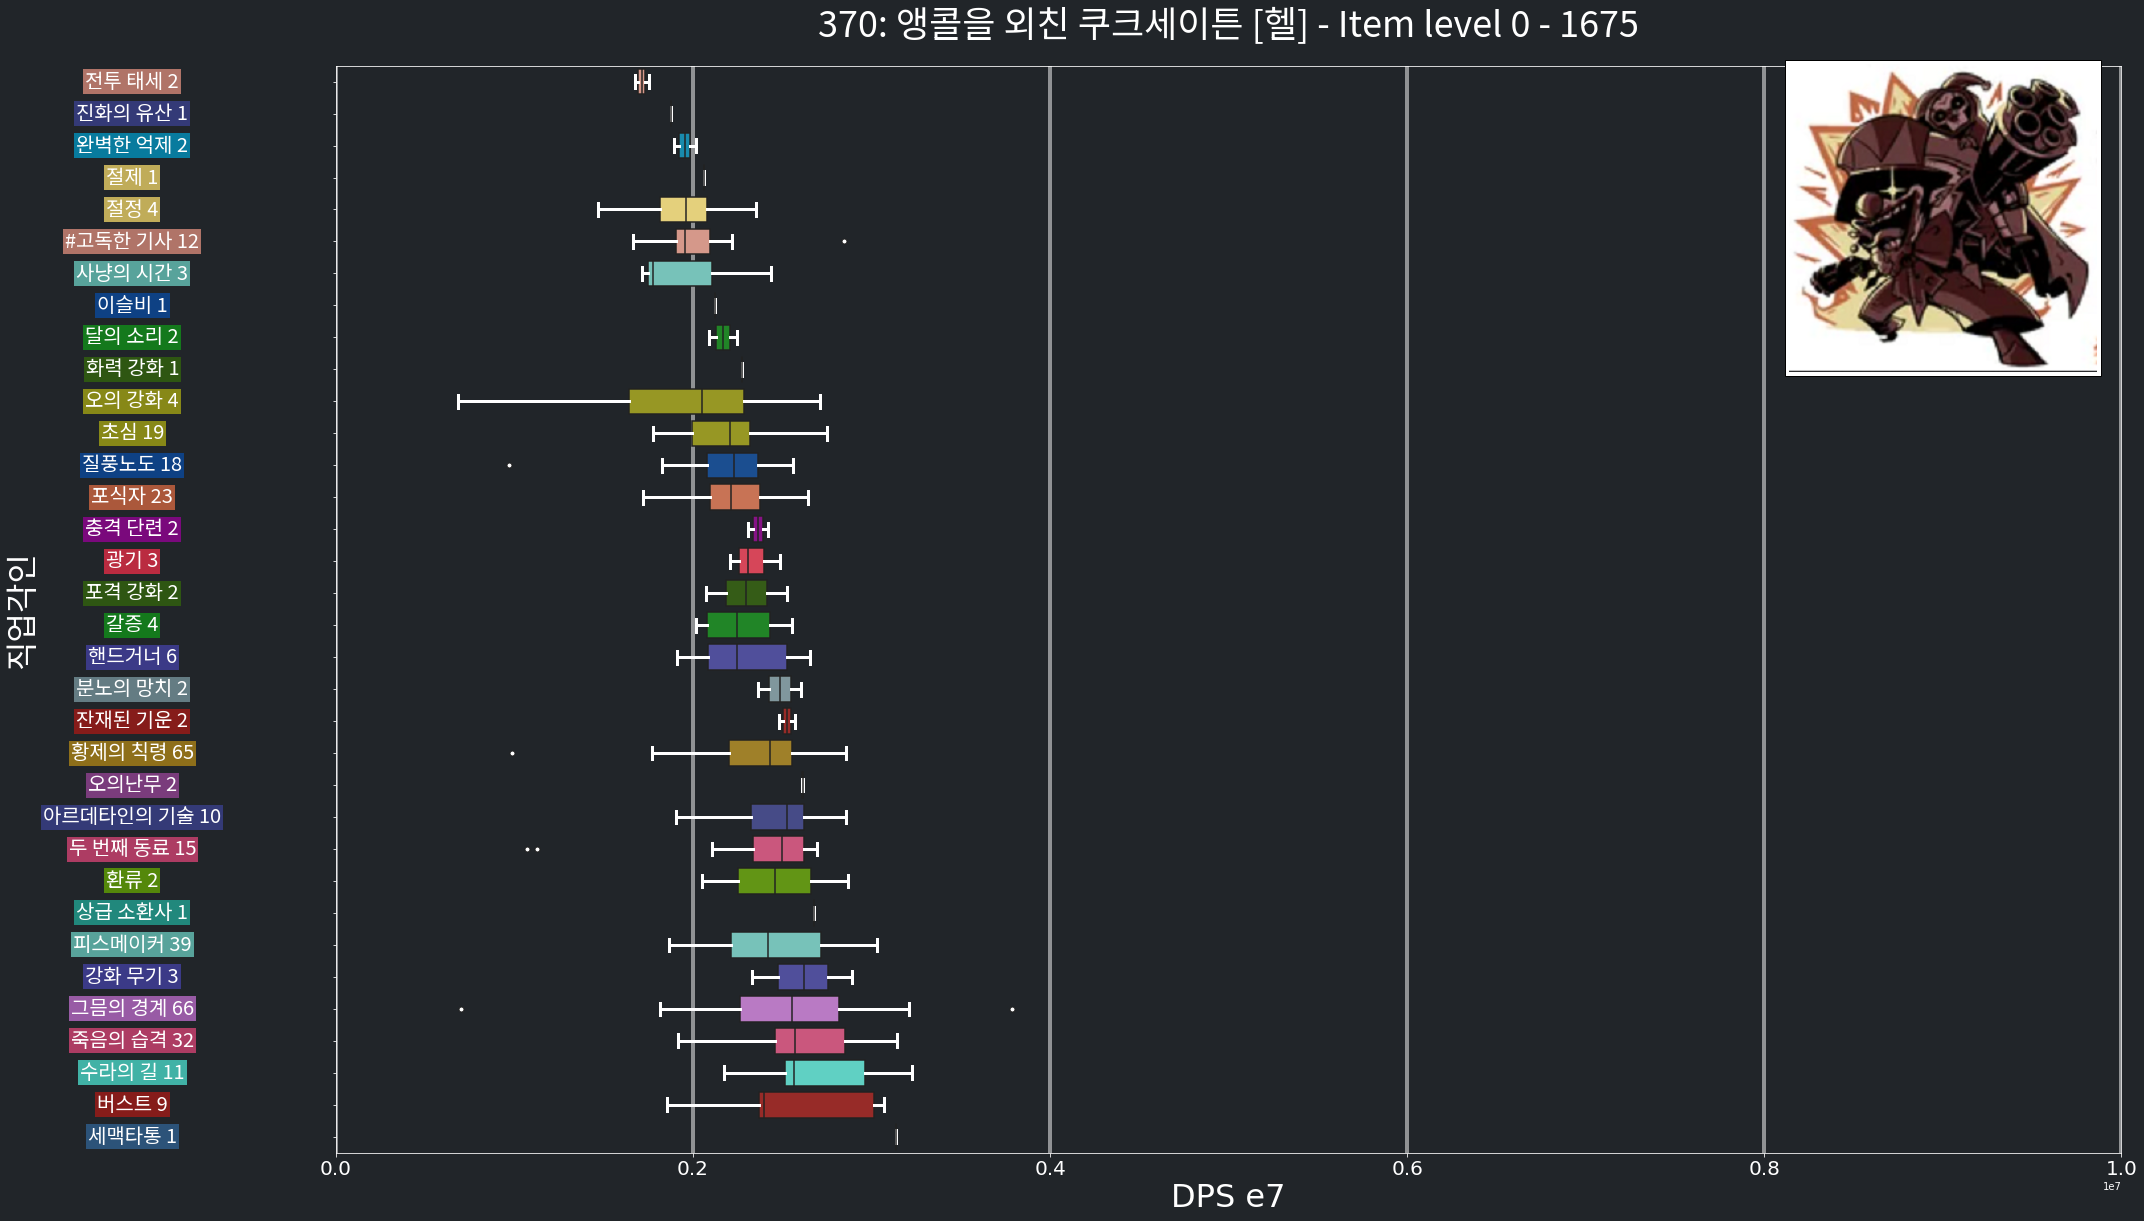 370: 앵콜을 외친 쿠크세이튼 [헬] - Item level 0 - 1675
전투 태세 2
진화의 유산 1
완벽한 억제 2
절제 1
절정 4
#고독한 기사 12
사냥의 시간 3
이슬비 1
달의 소리 2
화력 강화 1
오의 강화 4
초심 19
질풍노도 18
포식자 23
충격 단련 2
광기 3
포격 강화 2
갈증 4
핸드거너 6
분노의 망치 2
잔재된 기운 2
황제의 칙령 65
오의난무 2
아르데타인의 기술 10
두 번째 동료 15
환류 2
상급 소환사 1
피스메이커 39
강화 무기 3
그믐의 경계 66
죽음의 습격 32
수라의 길 11
버스트 9
세맥타통 1
직업각인
0.0 0.2 0.4 0.6 0.8 1.0
1e7
DPS e7